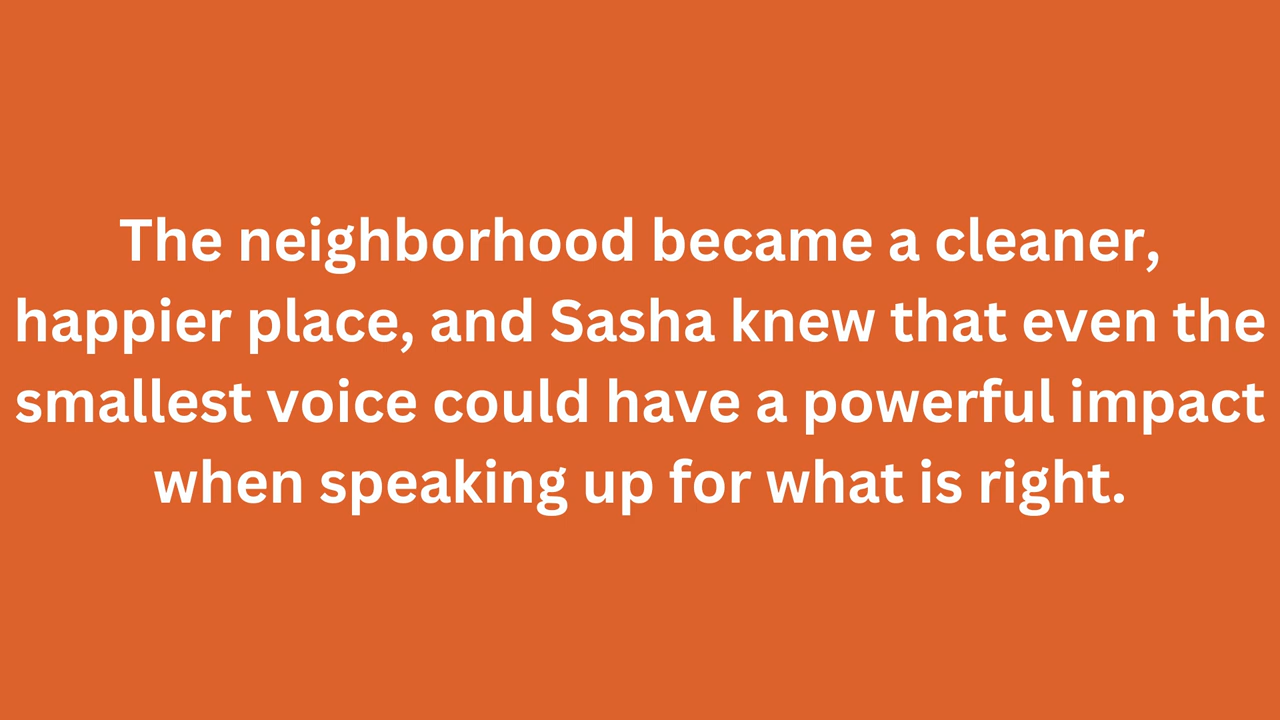 The neighborhood became a cleaner,
happier place, and Sasha knew that even the
smallest voice could have a powerful impact
when speaking up for what is right.